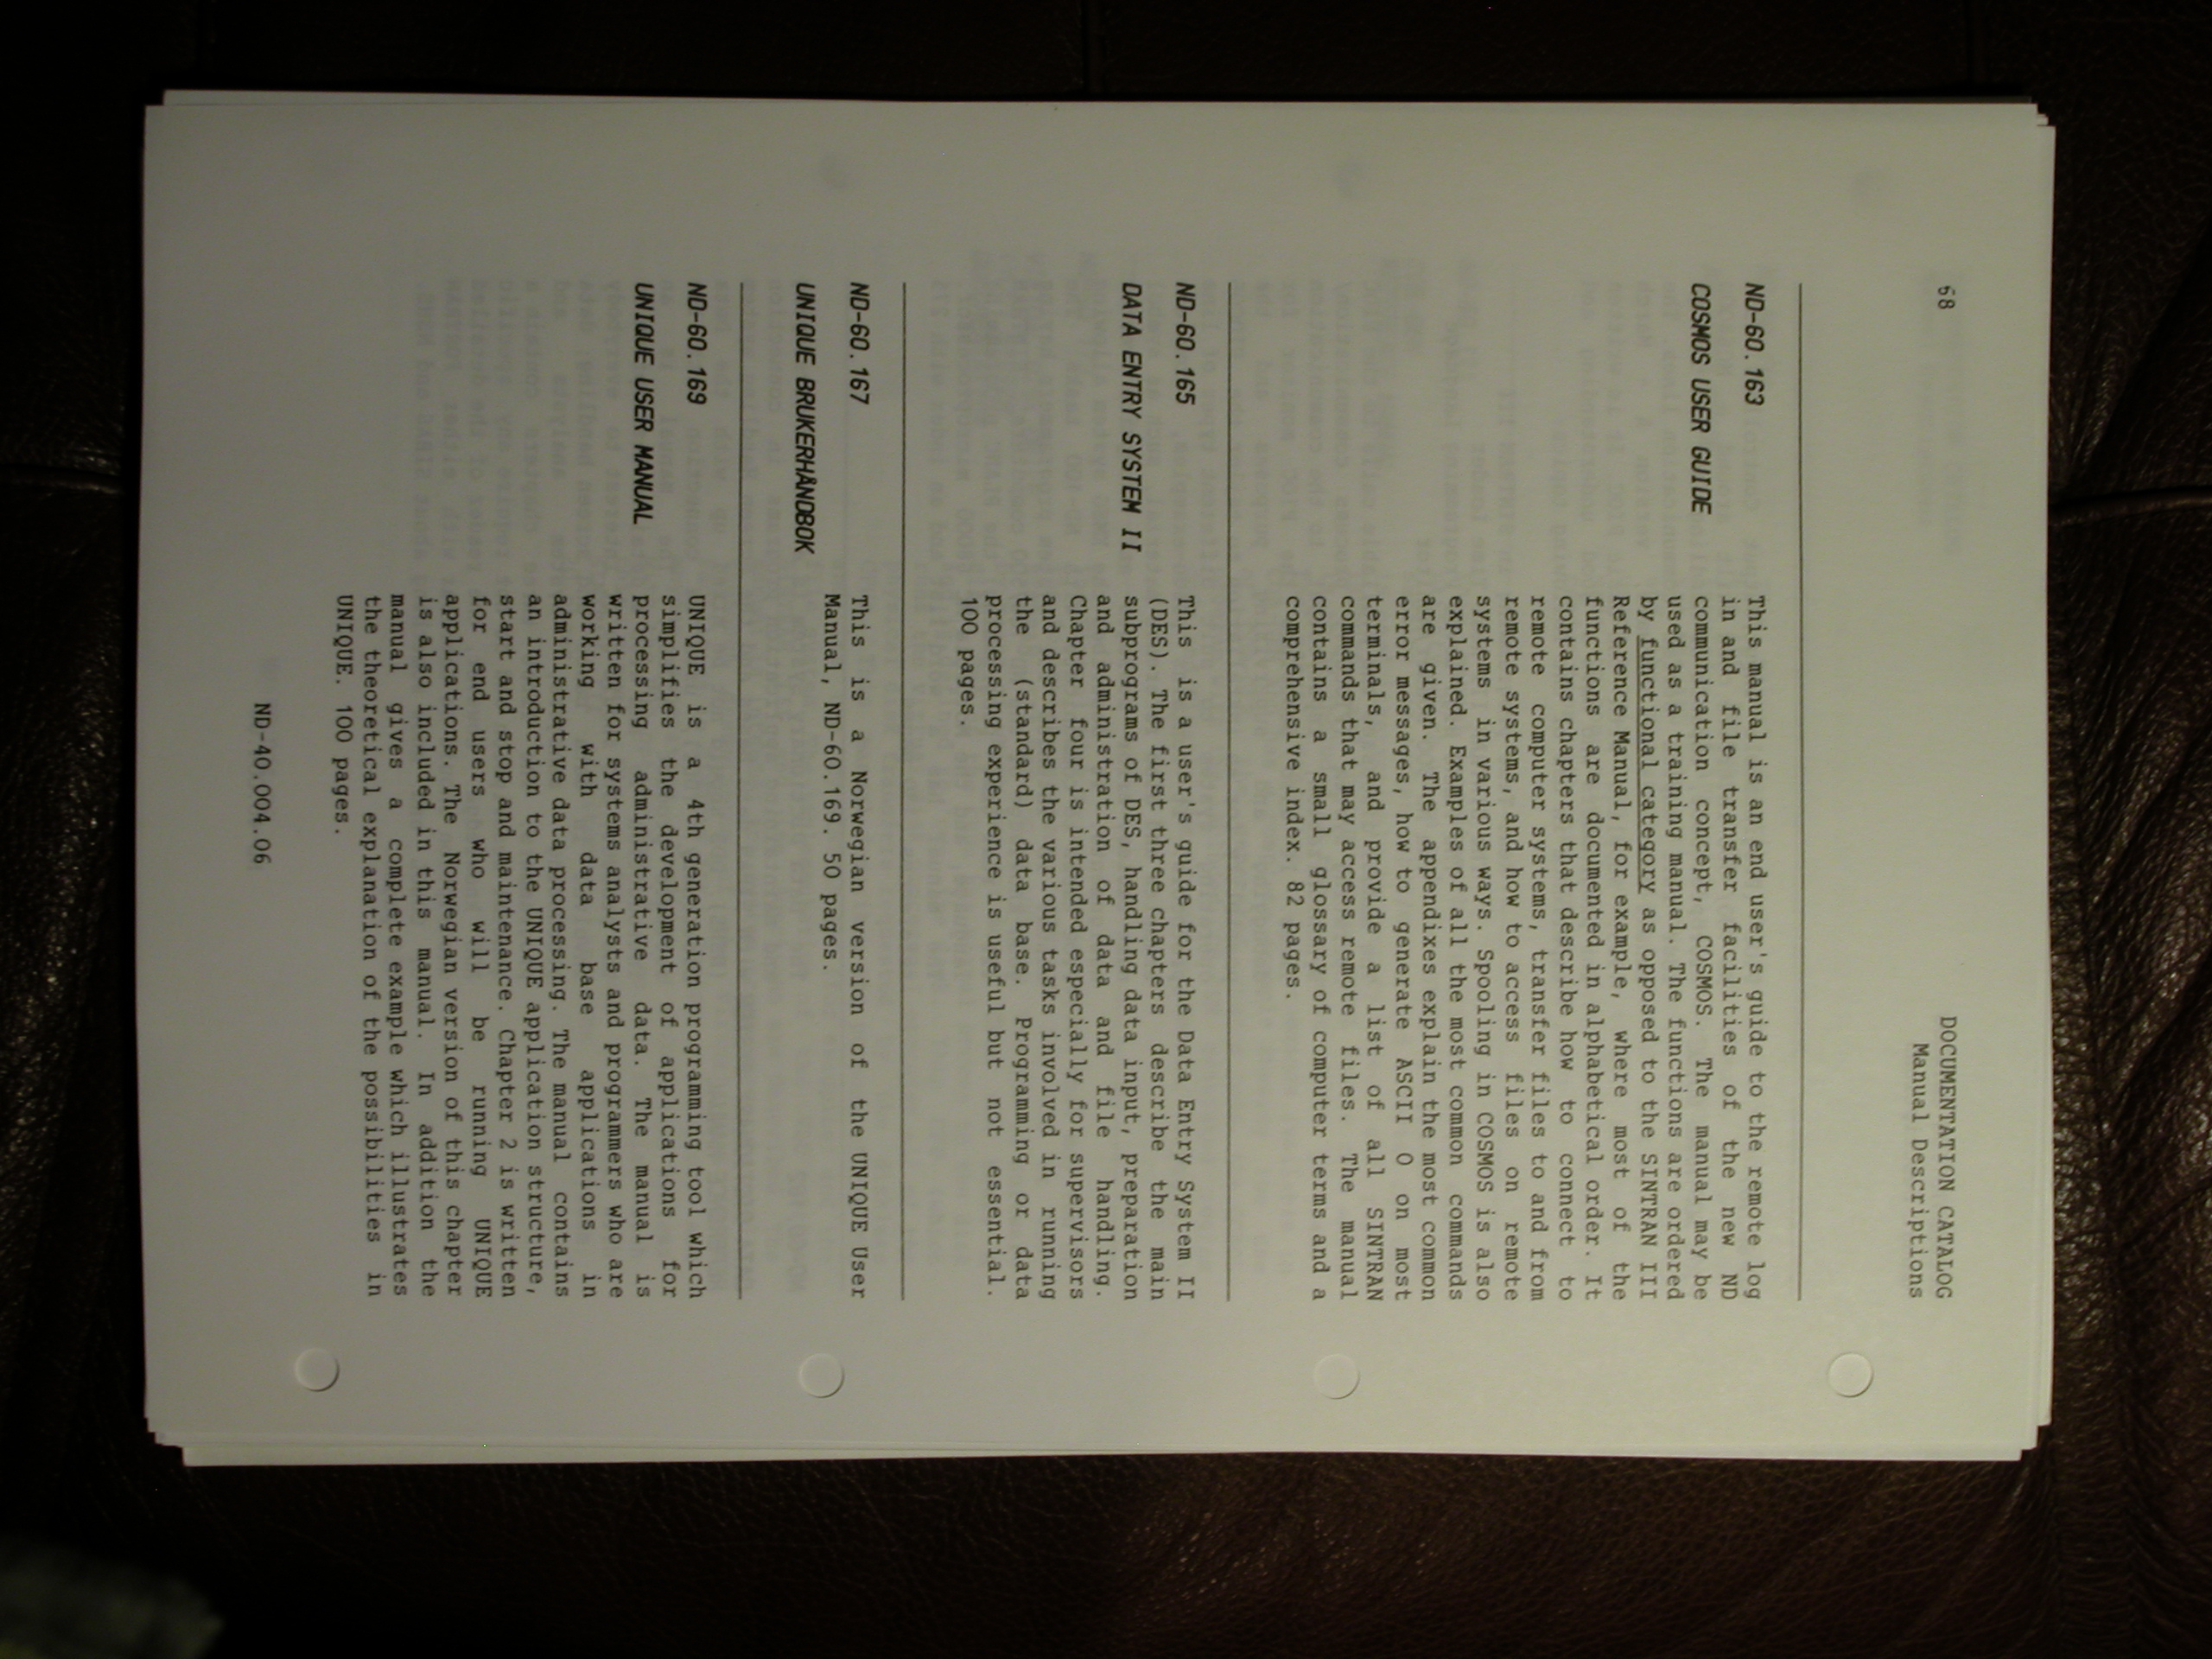 68
DOCUMENTATION CATALOG
Manual Descriptions
ND-60.163
COSMOS USER GUIDE
This manual is an end user's guide to the remote log
in and file transfer facilities of the new ND
communication concept, COSMOS. The manual may be
used as a training manual. The functions are ordered
by functional category as opposed to the SINTRAN III
Reference Manual, for example, where most of the
functions are documented in alphabetical order. It
contains chapters that describe how to connect to
remote computer systems, transfer files to and from
remote systems, and how to access files on remote
systems in various ways. Spooling in COSMOS is also
explained. Examples of all the most common commands
are given. The appendixes explain the most common
error messages, how to generate ASCII O on most
terminals, and provide a list of all SINTRAN
commands that may access remote files. The manual
contains a small glossary of computer terms and a
comprehensive index. 82 pages.
ND-60.165
DATA ENTRY SYSTEM II
This is a user's guide for the Data Entry System II
(DES). The first three chapters describe the main
subprograms of DES, handling data input, preparation
and administration of data and file handling.
Chapter four is intended especially for supervisors
and describes the various tasks involved in running
the (standard) data base. Programming or data
processing experience is useful but not essential.
100 pages.
ND-60.167
UNIQUE BRUKERHÅNDBOK
This is a Norwegian version of the UNIQUE User
Manual, ND-60.169. 50 pages.
ND-60.169
UNIQUE USER MANUAL
UNIQUE is a 4th generation programming tool which
simplifies the development of applications for
processing administrative data. The manual is
written for systems analysts and programmers who are
working with data base applications in
administrative data processing. The manual contains
an introduction to the UNIQUE application structure,
start and stop and maintenance. Chapter 2 is written
for end users who will be running UNIQUE
applications. The Norwegian version of this chapter
is also included in this manual. In addition the
manual gives a complete example which illustrates
the theoretical explanation of the possibilities in
UNIQUE. 100 pages.
ND-40.004.06